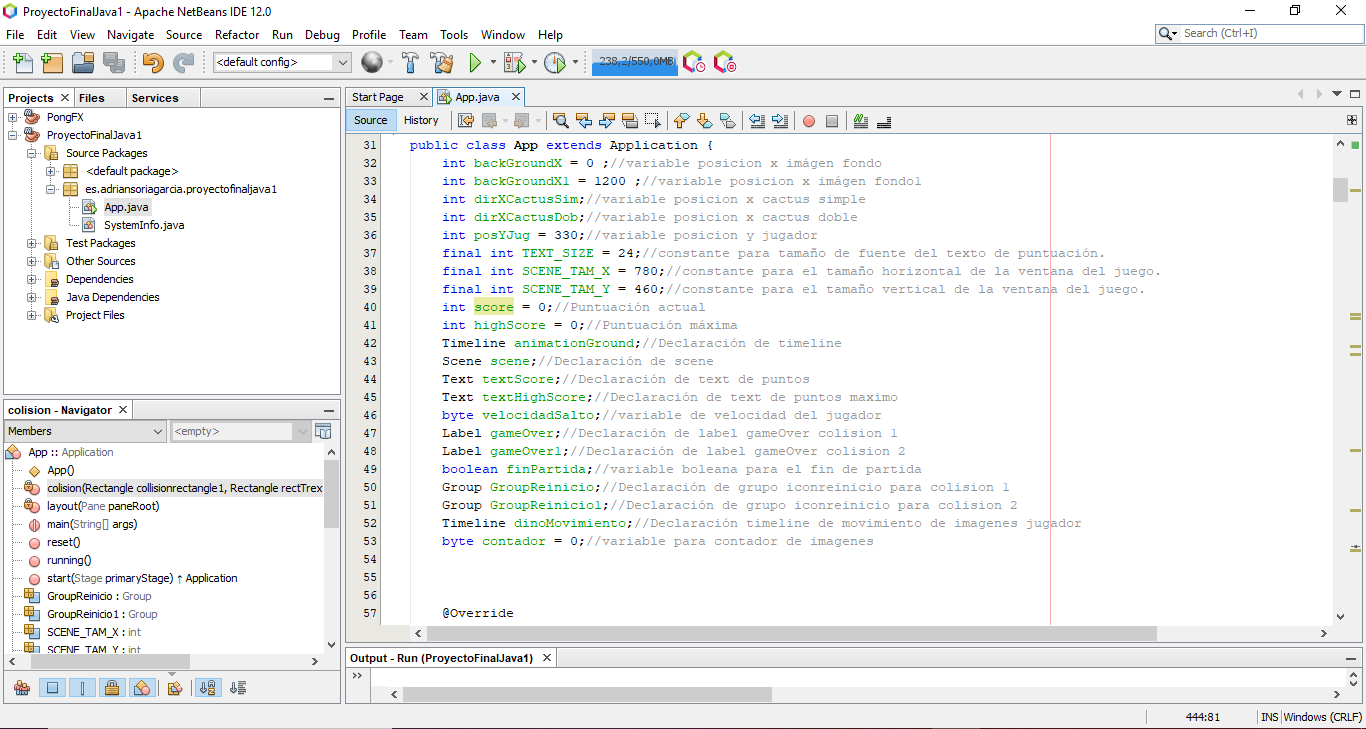 ProyectoFinalJava1 - Apache NetBeans IDE 12.0
File Edit View Navigate Source Refactor Run Debug Profile Team Tools Window Help
Search (Ctrl+I)
<default config>
238,2/550,0MB
Projects Files Services
PongFX
ProyectoFinalJava1
Source Packages
<default package>
es.adriansoriagarcia.proyectofinaljava1
App.java
SystemInfo.java
Test Packages
Other Sources
Dependencies
Java Dependencies
Project Files
colision - Navigator
Members <empty>
App :: Application
App()
colision(Rectangle collisionrectangle1, Rectangle rectTrex
layout(Pane paneRoot)
main(String[] args)
reset()
running()
start(Stage primaryStage) ↑ Application
GroupReinicio : Group
GroupReinicio1 : Group
SCENE_TAM_X : int
SCENE_TAM_Y : int
Start Page App.java
Source History
31 public class App extends Application {
32 int backGroundX = 0 ;//variable posicion x imágen fondo
33 int backGroundX1 = 1200 ;//variable posicion x imágen fondo1
34 int dirXCactusSim;//variable posicion x cactus simple
35 int dirXCactusDob;//variable posicion x cactus doble
36 int posYJug = 330;//variable posicion y jugador
37 final int TEXT_SIZE = 24;//constante para tamaño de fuente del texto de puntuación.
38 final int SCENE_TAM_X = 780;//constante para el tamaño horizontal de la ventana del juego.
39 final int SCENE_TAM_Y = 460;//constante para el tamaño vertical de la ventana del juego.
40 int score = 0;//Puntuación actual
41 int highScore = 0;//Puntuación máxima
42 Timeline animationGround;//Declaración de timeline
43 Scene scene;//Declaración de scene
44 Text textScore;//Declaración de text de puntos
45 Text textHighScore;//Declaración de text de puntos maximo
46 byte velocidadSalto;//variable de velocidad del jugador
47 Label gameOver;//Declaración de label gameOver colision 1
48 Label gameOver1;//Declaración de label gameOver colision 2
49 boolean finPartida;//variable boleana para el fin de partida
50 Group GroupReinicio;//Declaración de grupo iconreinicio para colision 1
51 Group GroupReinicio1;//Declaración de grupo iconreinicio para colision 2
52 Timeline dinoMovimiento;//Declaración timeline de movimiento de imagenes jugador
53 byte contador = 0;//variable para contador de imagenes
54
55
56
57 @Override
Output - Run (ProyectoFinalJava1)
444:81 INS Windows (CRLF)